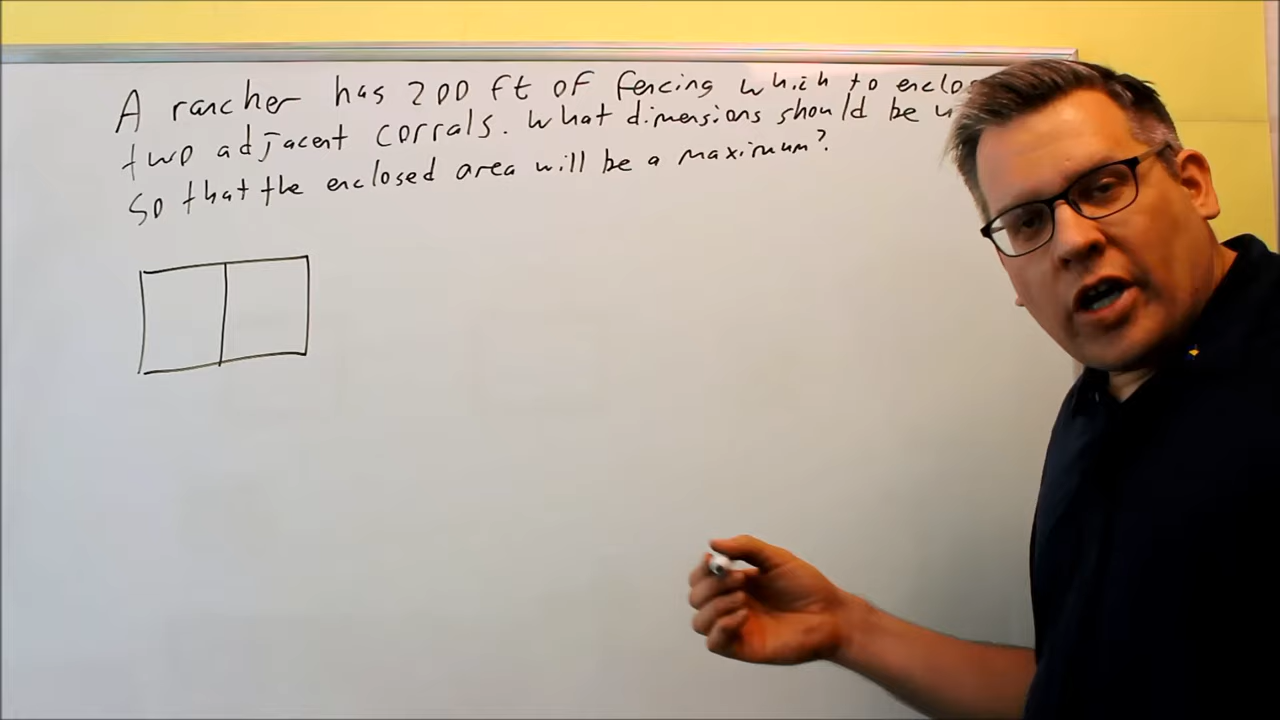 A rancher has 200 ft of fencing which to
two adjacent corrals. What dimensions should be
So that the enclosed area will be a maximum?